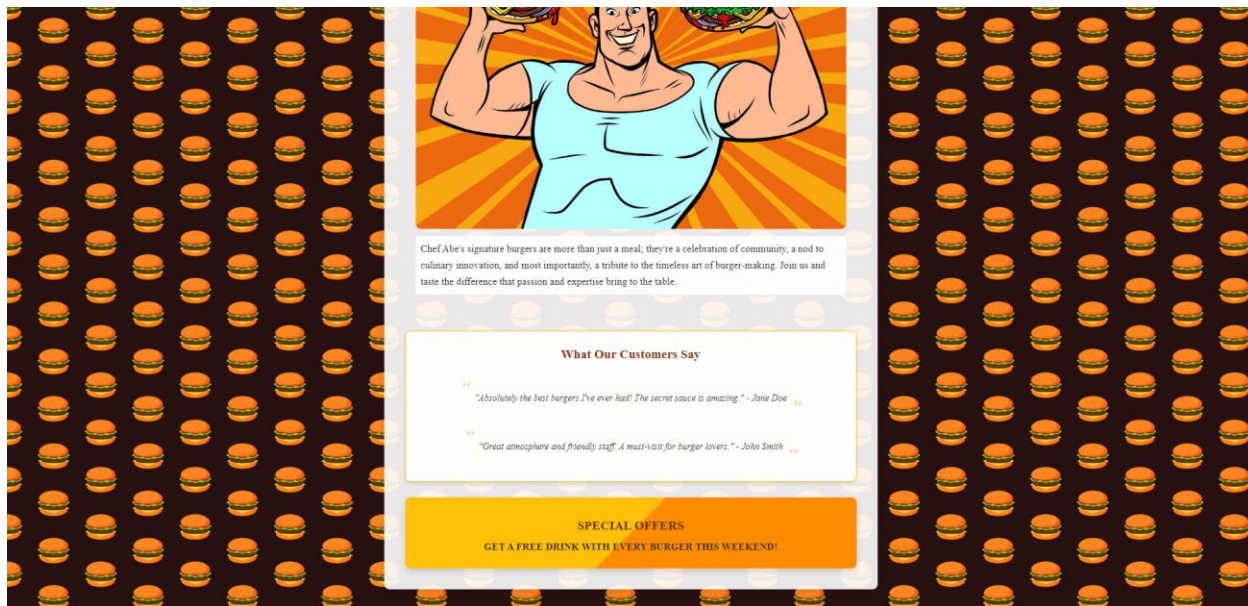 Chef Abe's signature burgers are more than just a meal; they're a celebration of community, a nod to
culinary innovation, and most importantly, a tribute to the timeless art of burger-making. Join us and
taste the difference that passion and expertise bring to the table.
What Our Customers Say
“ "Absolutely the best burgers I've ever had! The secret sauce is amazing." - Jane Doe ”
“ "Great atmosphere and friendly staff. A must-visit for burger lovers." - John Smith ”
SPECIAL OFFERS
GET A FREE DRINK WITH EVERY BURGER THIS WEEKEND!